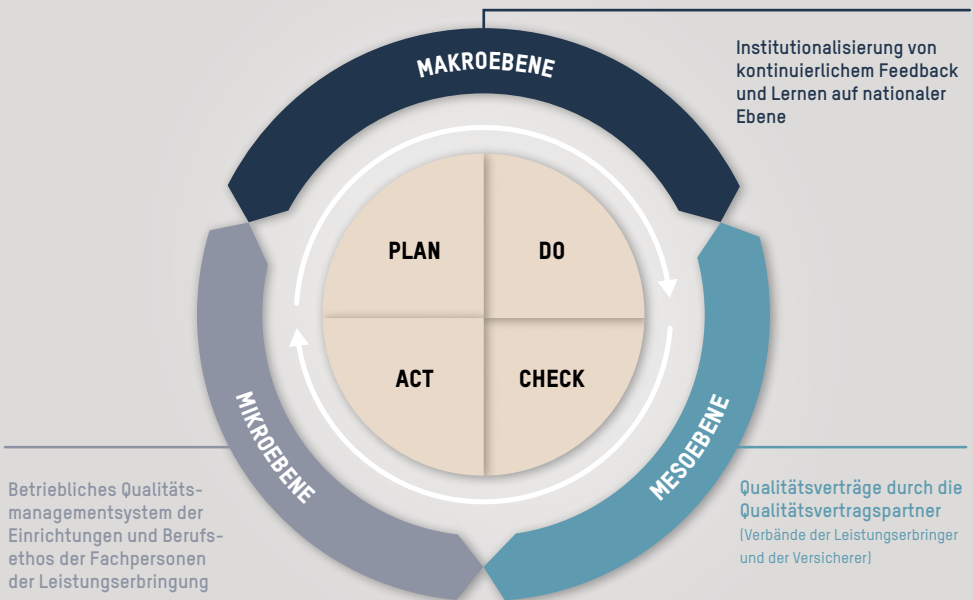 MAKROEBENE
Institutionalisierung von
kontinuierlichem Feedback
und Lernen auf nationaler
Ebene
PLAN
DO
ACT
CHECK
MIKROEBENE
MESOEBENE
Betriebliches Qualitäts-
managementsystem der
Einrichtungen und Berufs-
ethos der Fachpersonen
der Leistungserbringung
Qualitätsverträge durch die
Qualitätsvertragspartner
(Verbände der Leistungserbringer
und der Versicherer)